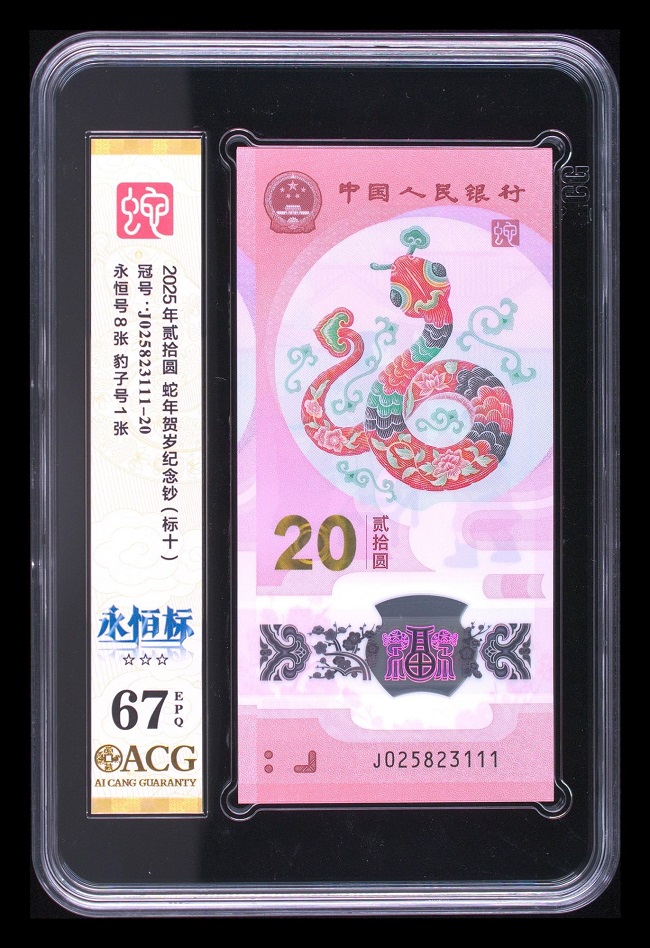 蛇
2025年贰拾圆 蛇年贺岁纪念钞(标十)
冠号:J025823111-20
永恒号8张 豹子号1张
永恒标
☆☆☆
67 EPQ
ACG
AI CANG GUARANTY
中国人民银行
蛇
20 贰拾圆
福
J025823111